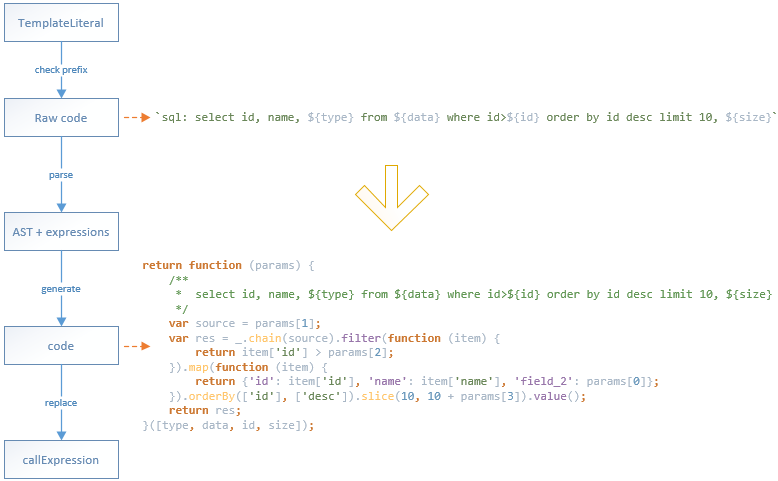 TemplateLiteral
check prefix
Raw code
`sql: select id, name, ${type} from ${data} where id>${id} order by id desc limit 10, ${size}`
parse
AST + expressions
generate
code
replace
callExpression
return function (params) {
/**
* select id, name, ${type} from ${data} where id>${id} order by id desc limit 10, ${size}
*/
var source = params[1];
var res = _.chain(source).filter(function (item) {
return item['id'] > params[2];
}).map(function (item) {
return {'id': item['id'], 'name': item['name'], 'field_2': params[0]};
}).orderBy(['id'], ['desc']).slice(10, 10 + params[3]).value();
return res;
}([type, data, id, size]);